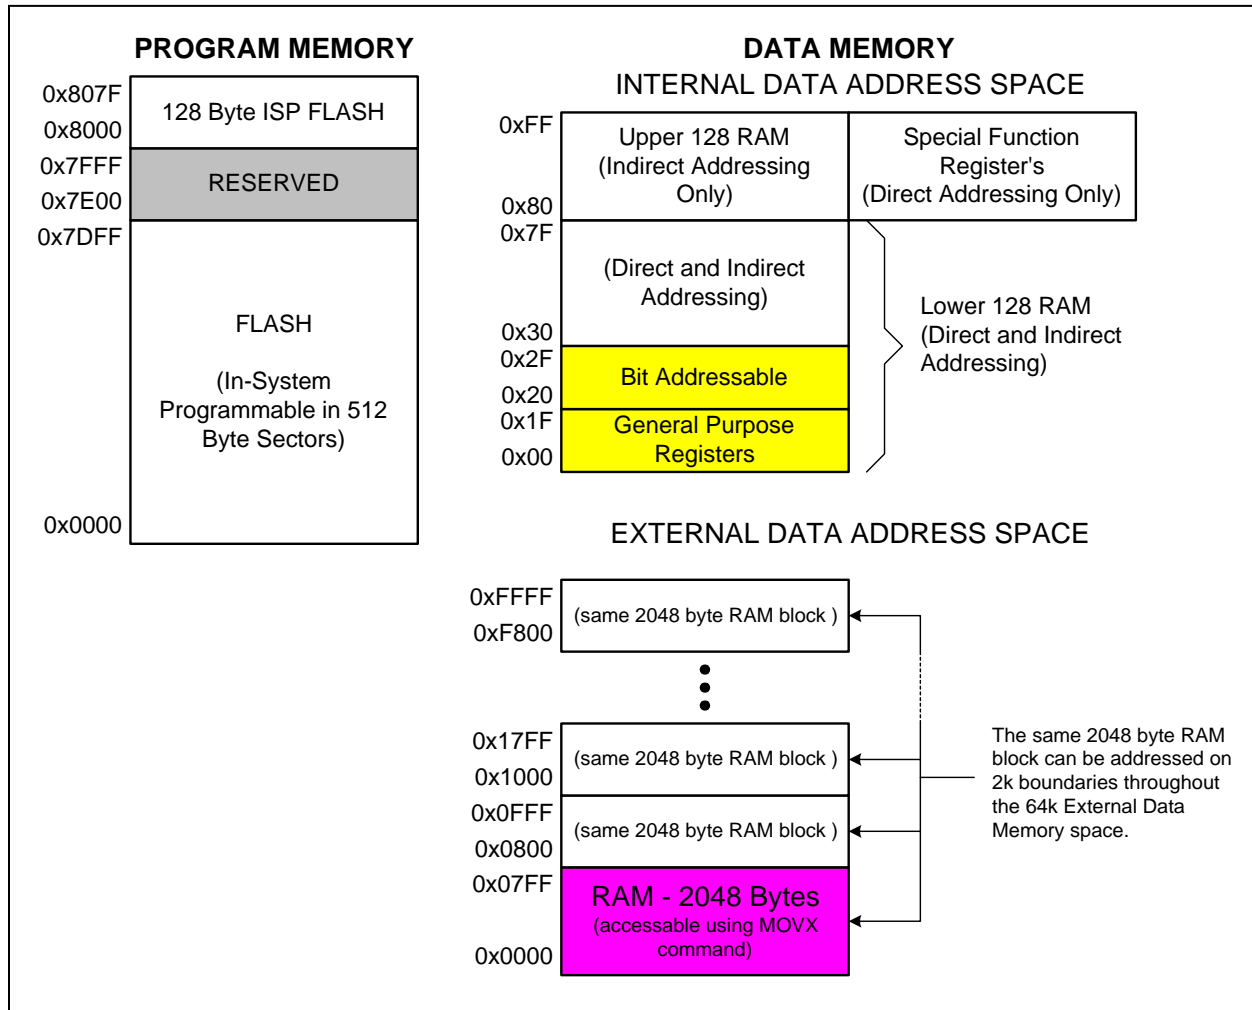 PROGRAM MEMORY
0x807F
0x8000
128 Byte ISP FLASH
0x7FFF
0x7E00
RESERVED
0x7DFF
FLASH
(In-System
Programmable in 512
Byte Sectors)
0x0000
DATA MEMORY
INTERNAL DATA ADDRESS SPACE
0xFF
Upper 128 RAM
(Indirect Addressing
Only)
0x80
Special Function
Register's
(Direct Addressing Only)
0x7F
(Direct and Indirect
Addressing)
0x30
0x2F
Bit Addressable
0x20
0x1F
General Purpose
Registers
0x00
Lower 128 RAM
(Direct and Indirect
Addressing)
EXTERNAL DATA ADDRESS SPACE
0xFFFF
(same 2048 byte RAM block )
0xF800
0x17FF
(same 2048 byte RAM block )
0x1000
0x0FFF
(same 2048 byte RAM block )
0x0800
0x07FF
RAM - 2048 Bytes
(accessable using MOVX
command)
0x0000
The same 2048 byte RAM
block can be addressed on
2k boundaries throughout
the 64k External Data
Memory space.